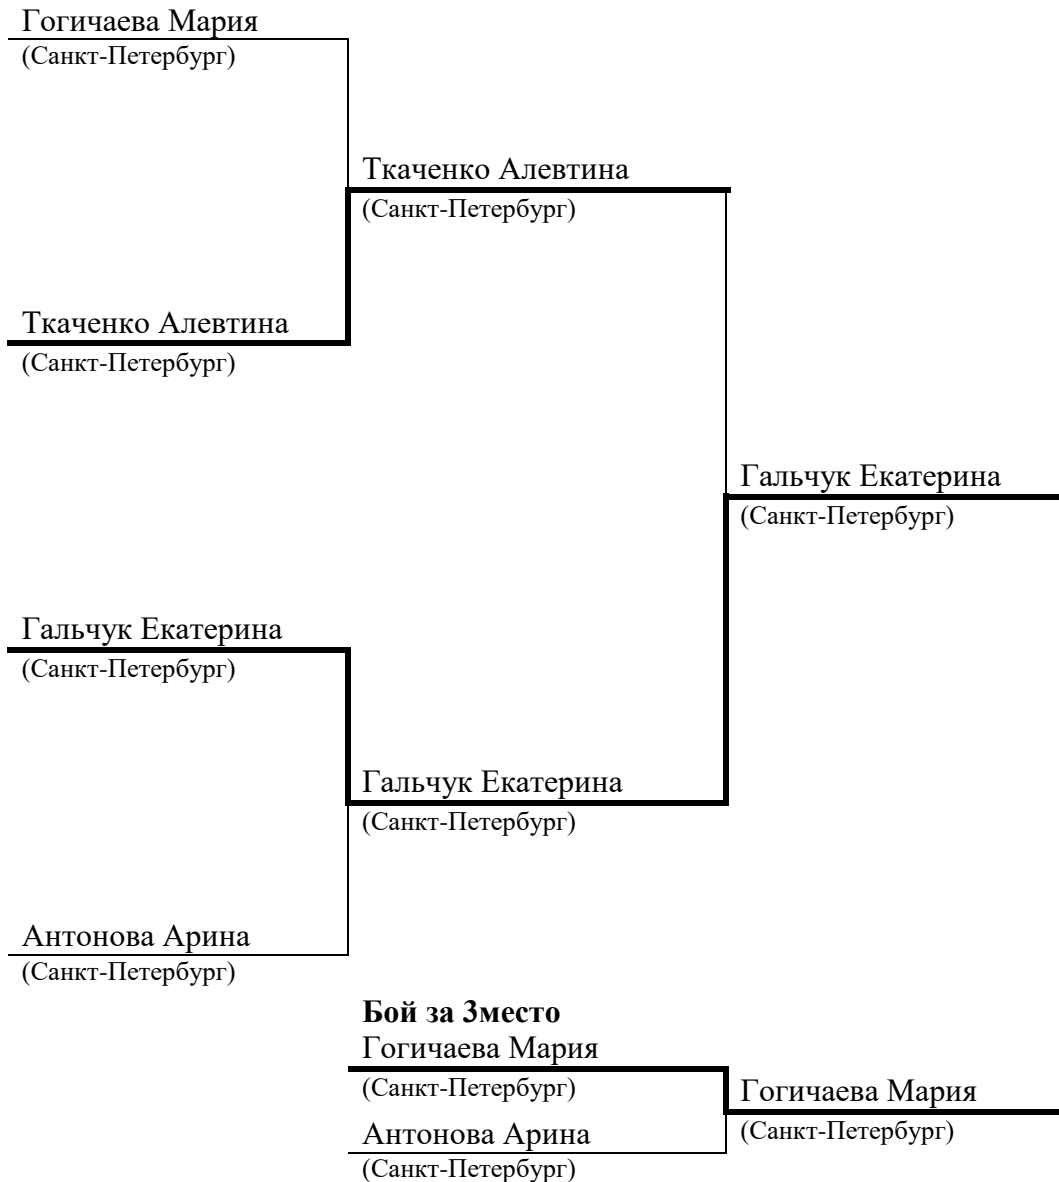 Гогичаева Мария
(Санкт-Петербург)
Ткаченко Алевтина
(Санкт-Петербург)
Ткаченко Алевтина
(Санкт-Петербург)
Гальчук Екатерина
(Санкт-Петербург)
Гальчук Екатерина
(Санкт-Петербург)
Гальчук Екатерина
(Санкт-Петербург)
Антонова Арина
(Санкт-Петербург)
Бой за 3место
Гогичаева Мария
(Санкт-Петербург)
Гогичаева Мария
(Санкт-Петербург)
Антонова Арина
(Санкт-Петербург)